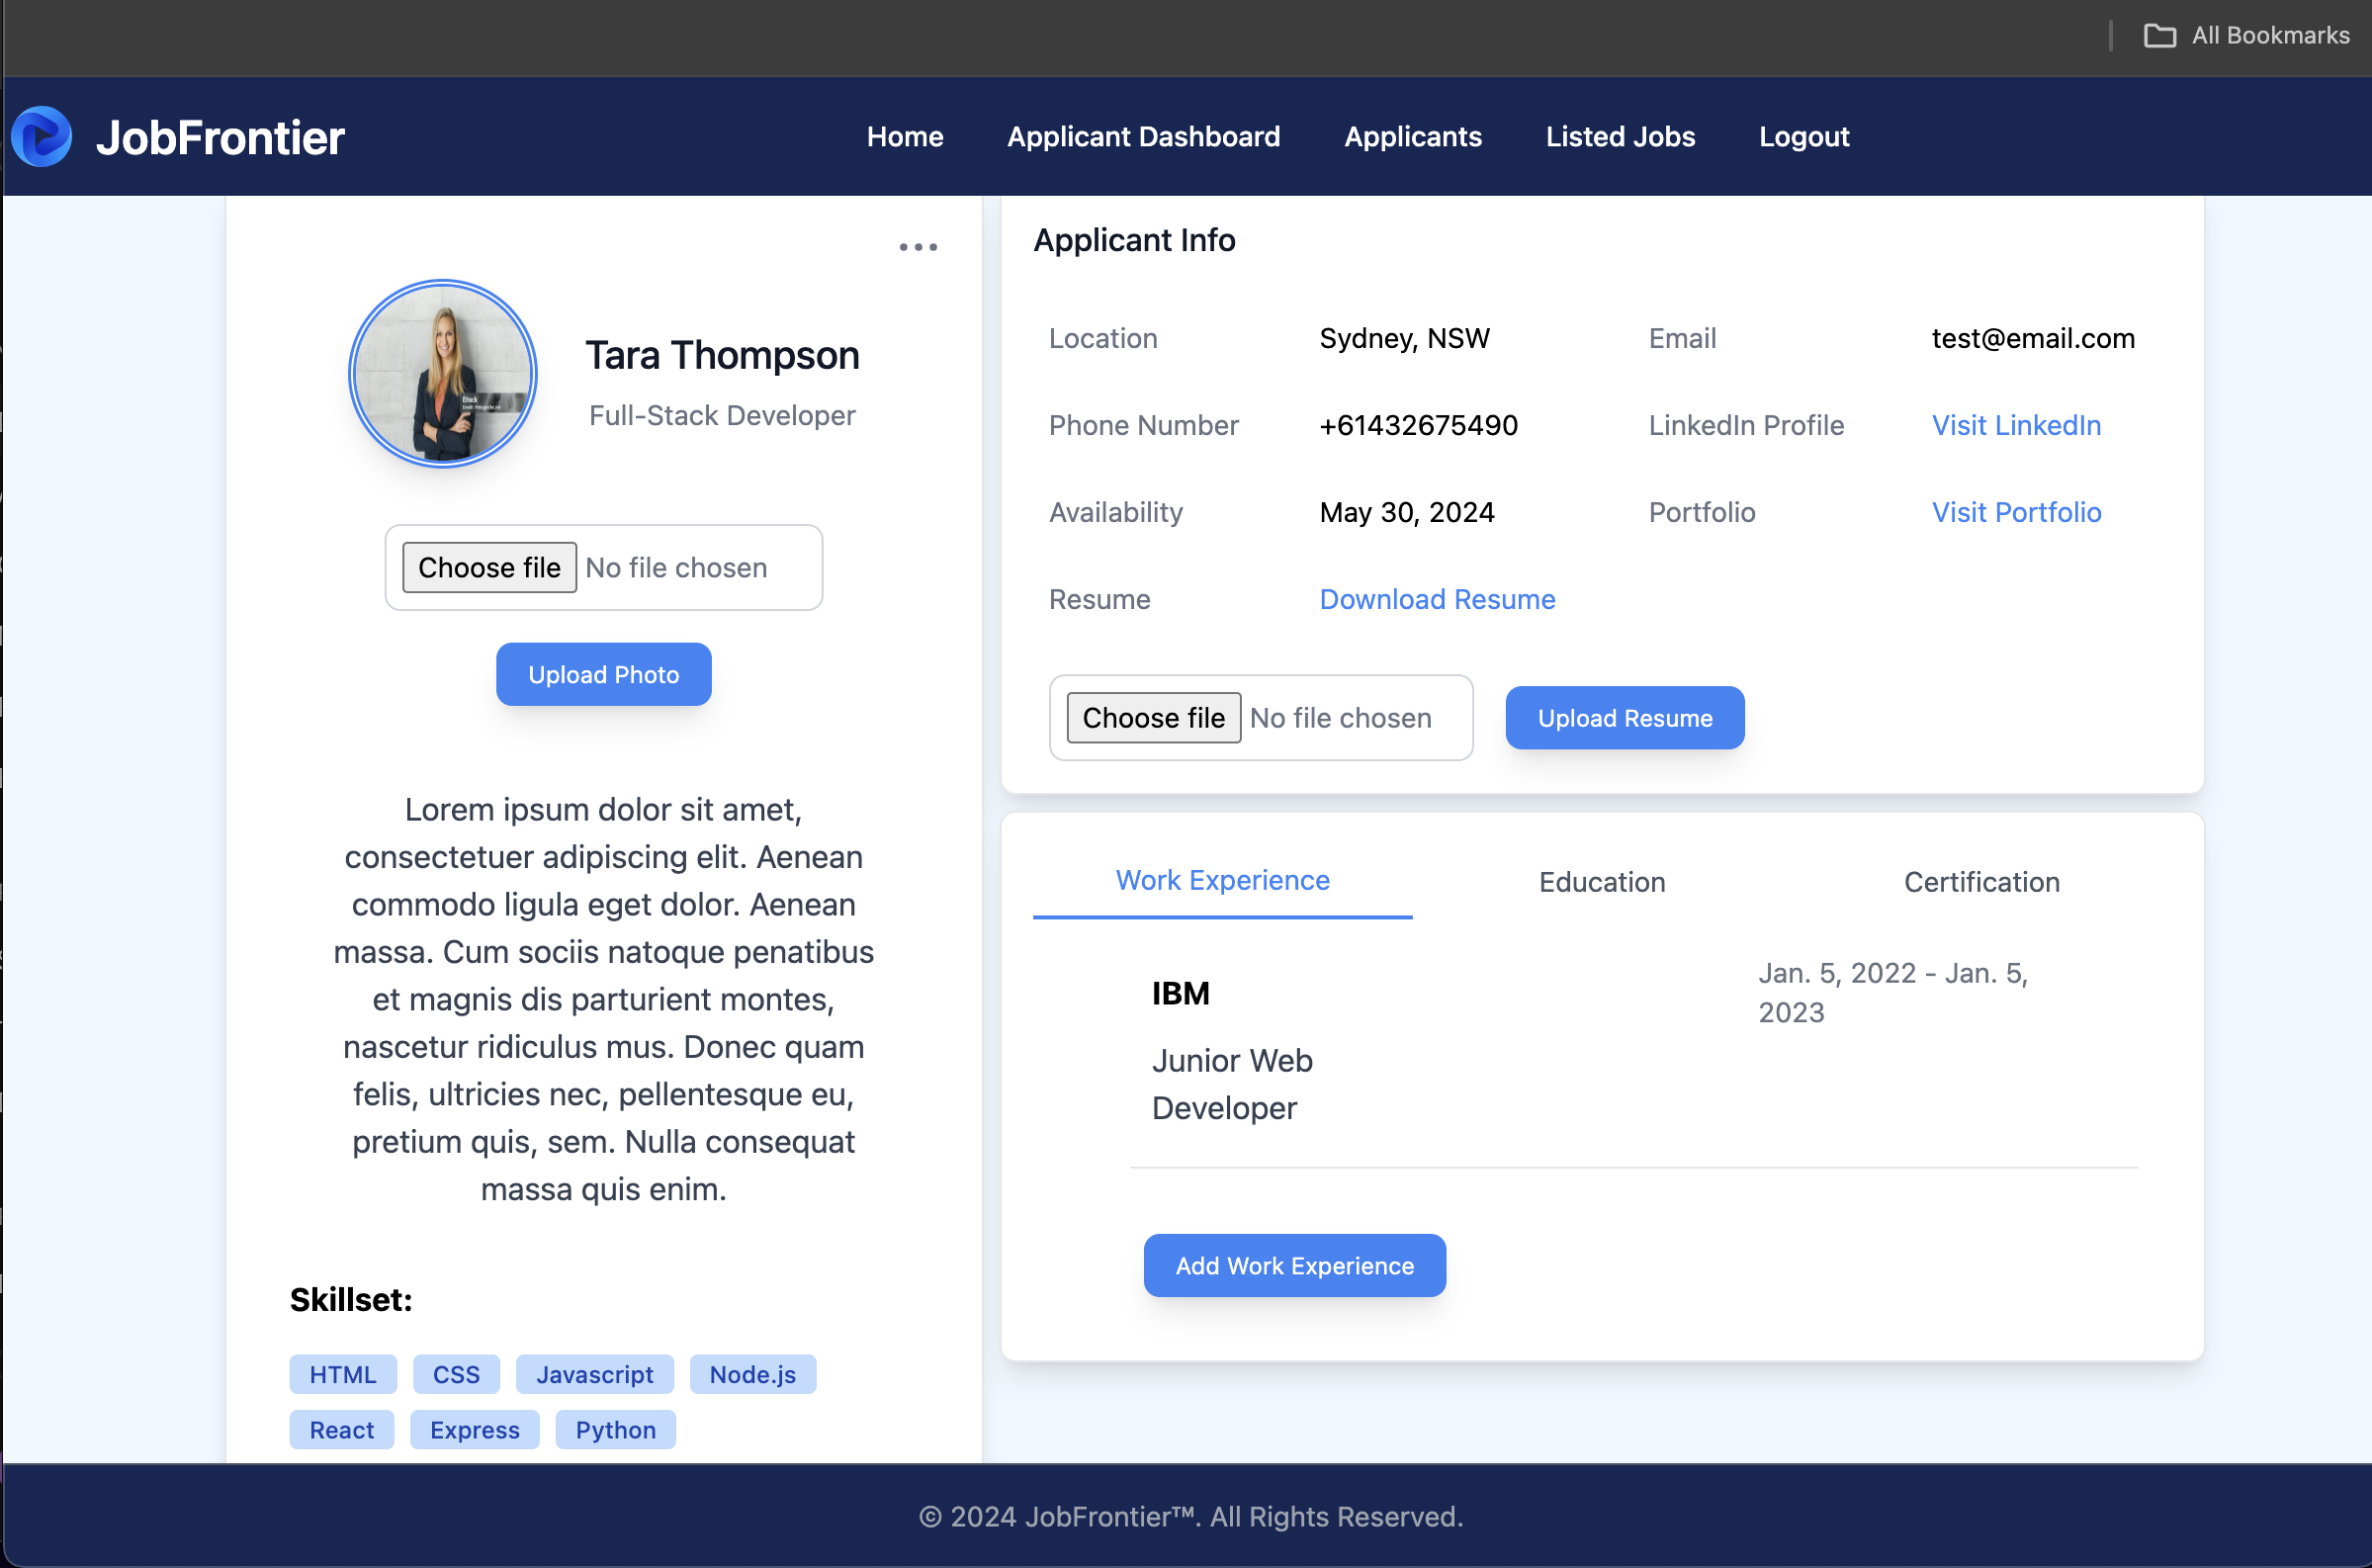 All Bookmarks
JobFrontier
Home Applicant Dashboard Applicants Listed Jobs Logout
Tara Thompson
Full-Stack Developer
iStock
Choose file No file chosen
Upload Photo
Lorem ipsum dolor sit amet,
consectetuer adipiscing elit. Aenean
commodo ligula eget dolor. Aenean
massa. Cum sociis natoque penatibus
et magnis dis parturient montes,
nascetur ridiculus mus. Donec quam
felis, ultricies nec, pellentesque eu,
pretium quis, sem. Nulla consequat
massa quis enim.
Skillset:
HTML CSS Javascript Node.js
React Express Python
Applicant Info
Location Sydney, NSW Email test@email.com
Phone Number +61432675490 LinkedIn Profile Visit LinkedIn
Availability May 30, 2024 Portfolio Visit Portfolio
Resume Download Resume
Choose file No file chosen Upload Resume
Work Experience Education Certification
IBM
Jan. 5, 2022 - Jan. 5,
2023
Junior Web
Developer
Add Work Experience
© 2024 JobFrontier™. All Rights Reserved.